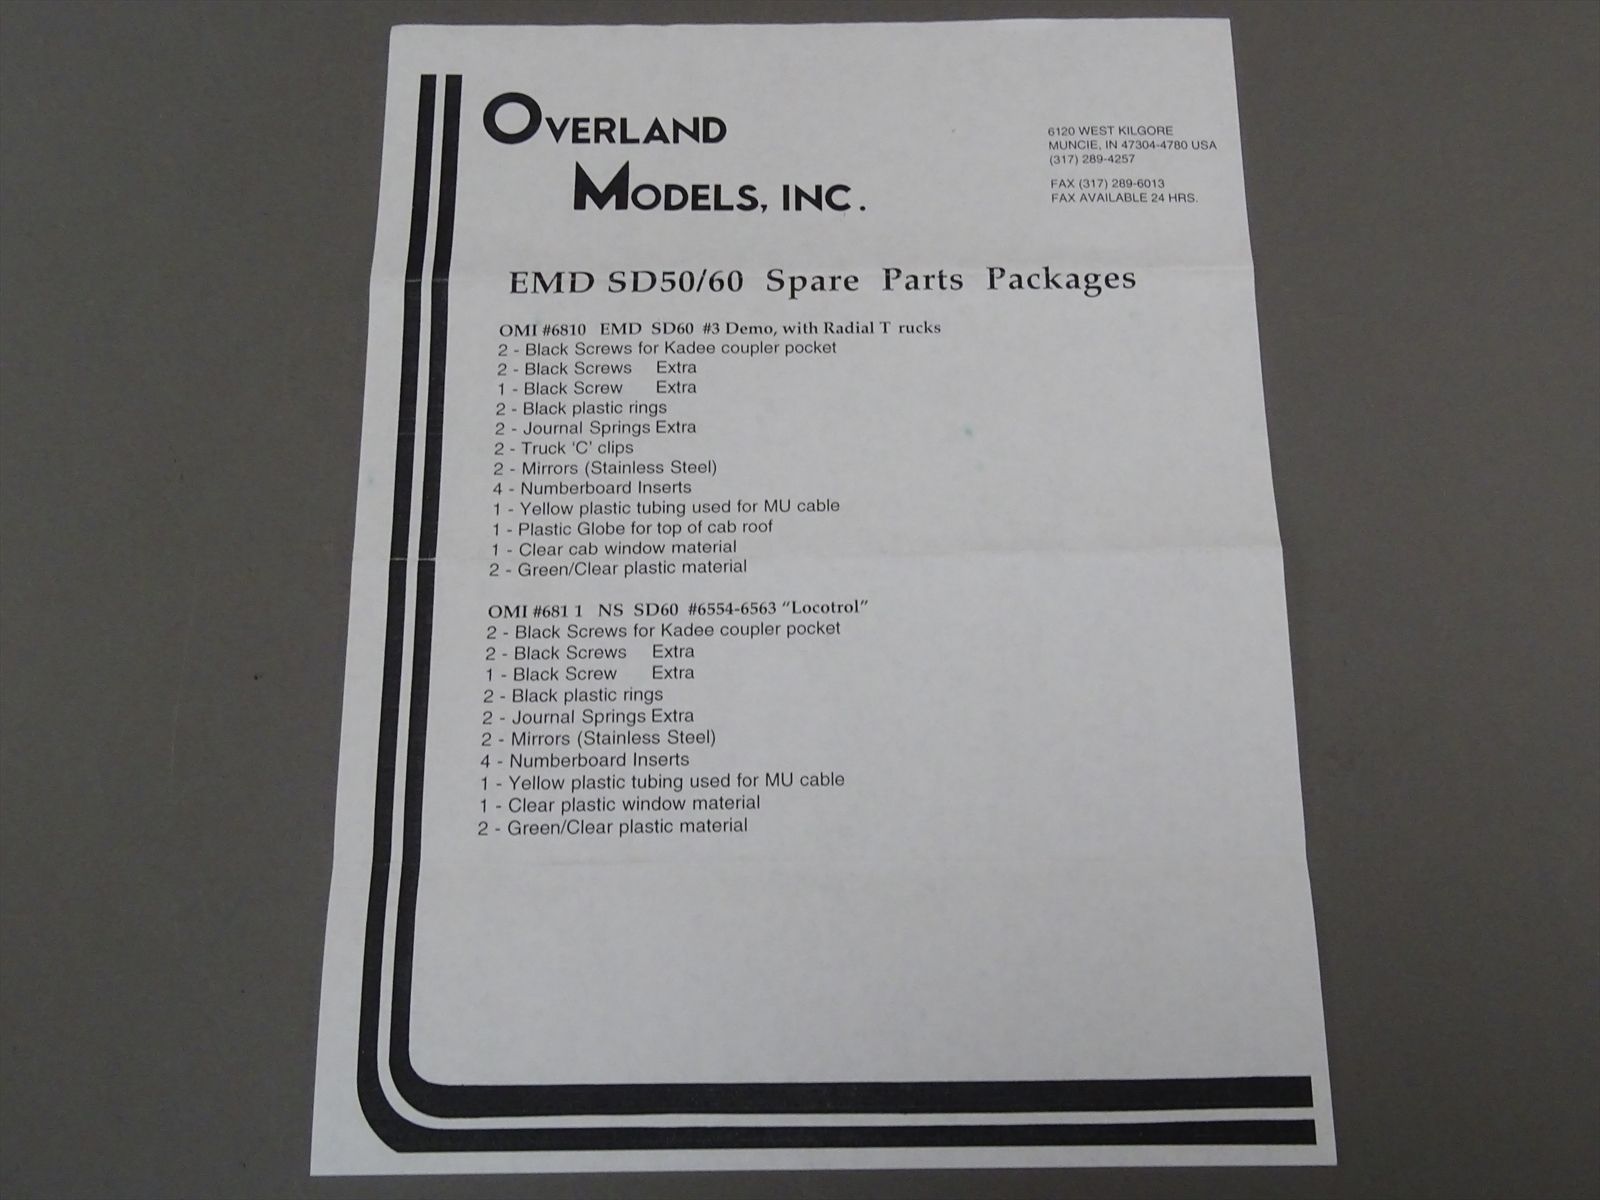 OVERLAND
MODELS, INC.
6120 WEST KILGORE
MUNCIE, IN 47304-4780 USA
(317) 289-4257
FAX (317) 289-6013
FAX AVAILABLE 24 HRS.
EMD SD50/60 Spare Parts Packages
OMI #6810 EMD SD60 #3 Demo, with Radial T rucks
2 - Black Screws for Kadee coupler pocket
2 - Black Screws Extra
1 - Black Screw Extra
2 - Black plastic rings
2 - Journal Springs Extra
2 - Truck 'C' clips
2 - Mirrors (Stainless Steel)
4 - Numberboard Inserts
1 - Yellow plastic tubing used for MU cable
1 - Plastic Globe for top of cab roof
1 - Clear cab window material
2 - Green/Clear plastic material
OMI #681 1 NS SD60 #6554-6563 "Locotrol"
2 - Black Screws for Kadee coupler pocket
2 - Black Screws Extra
1 - Black Screw Extra
2 - Black plastic rings
2 - Journal Springs Extra
2 - Mirrors (Stainless Steel)
4 - Numberboard Inserts
1 - Yellow plastic tubing used for MU cable
1 - Clear plastic window material
2 - Green/Clear plastic material